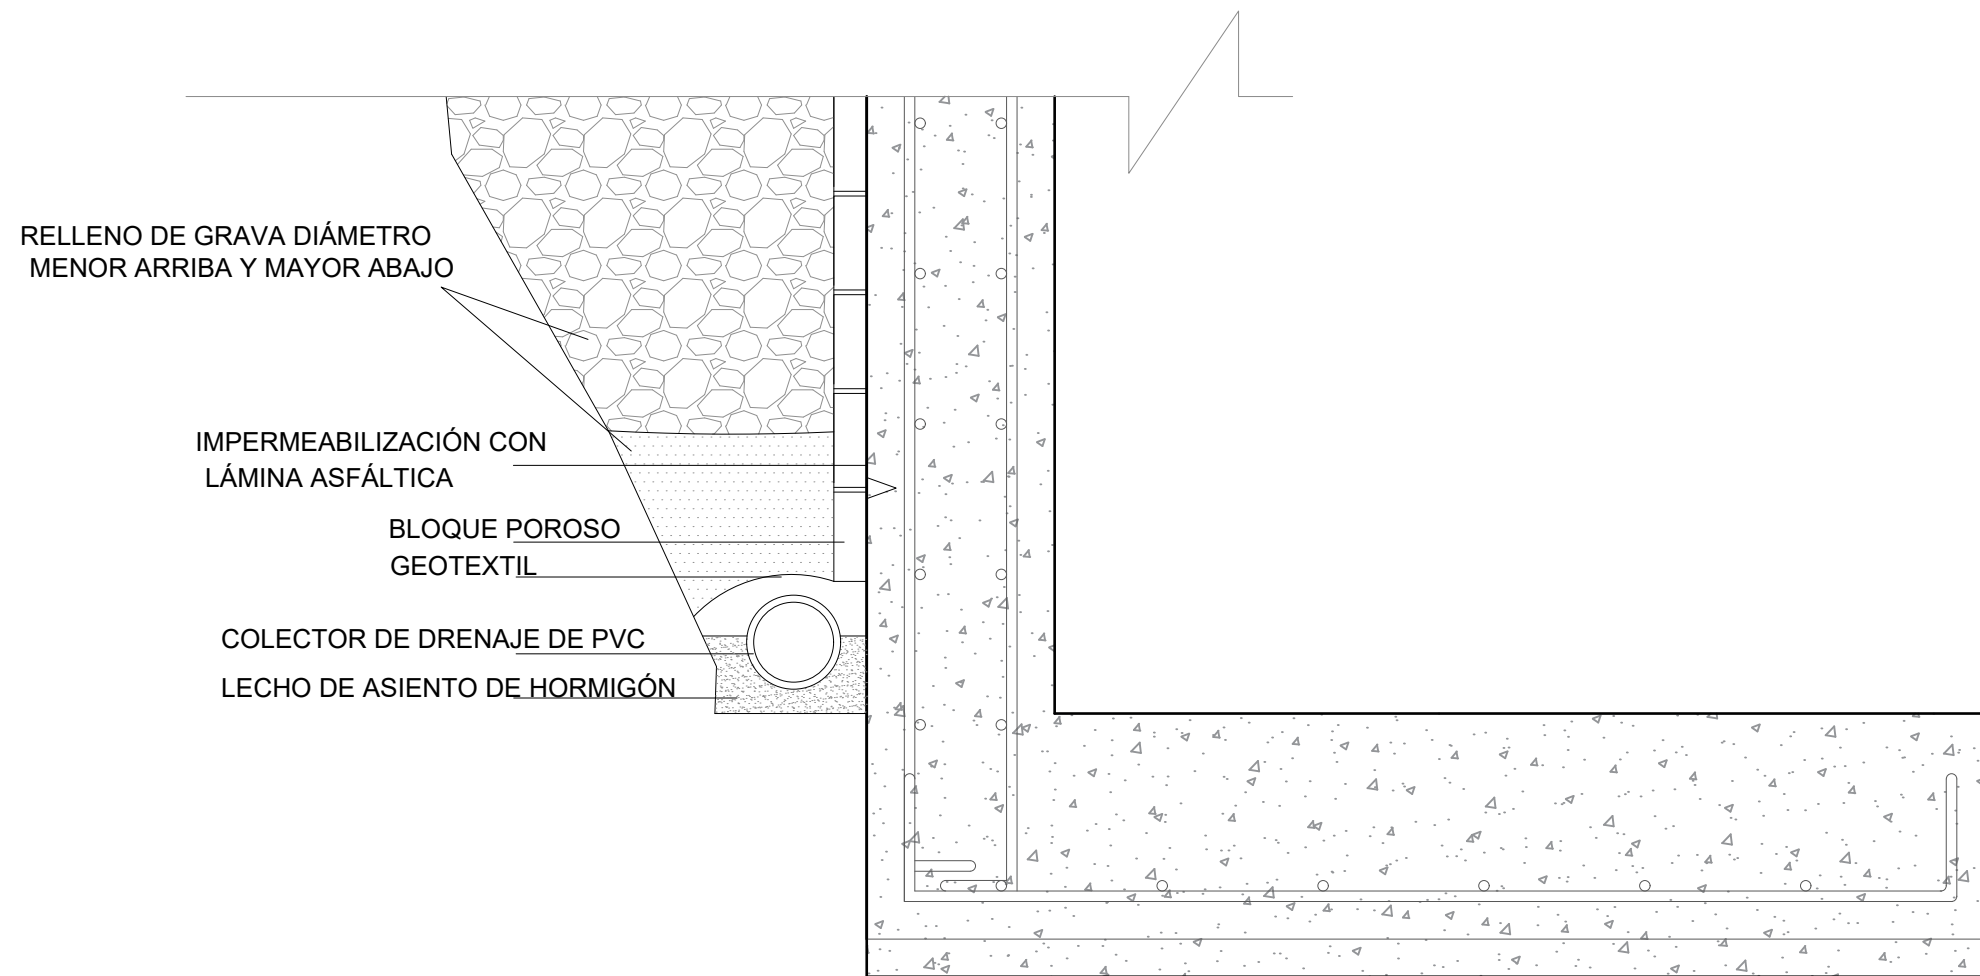 RELLENO DE GRAVA DIÁMETRO
MENOR ARRIBA Y MAYOR ABAJO
IMPERMEABILIZACIÓN CON
LÁMINA ASFÁLTICA
BLOQUE POROSO
GEOTEXTIL
COLECTOR DE DRENAJE DE PVC
LECHO DE ASIENTO DE HORMIGÓN